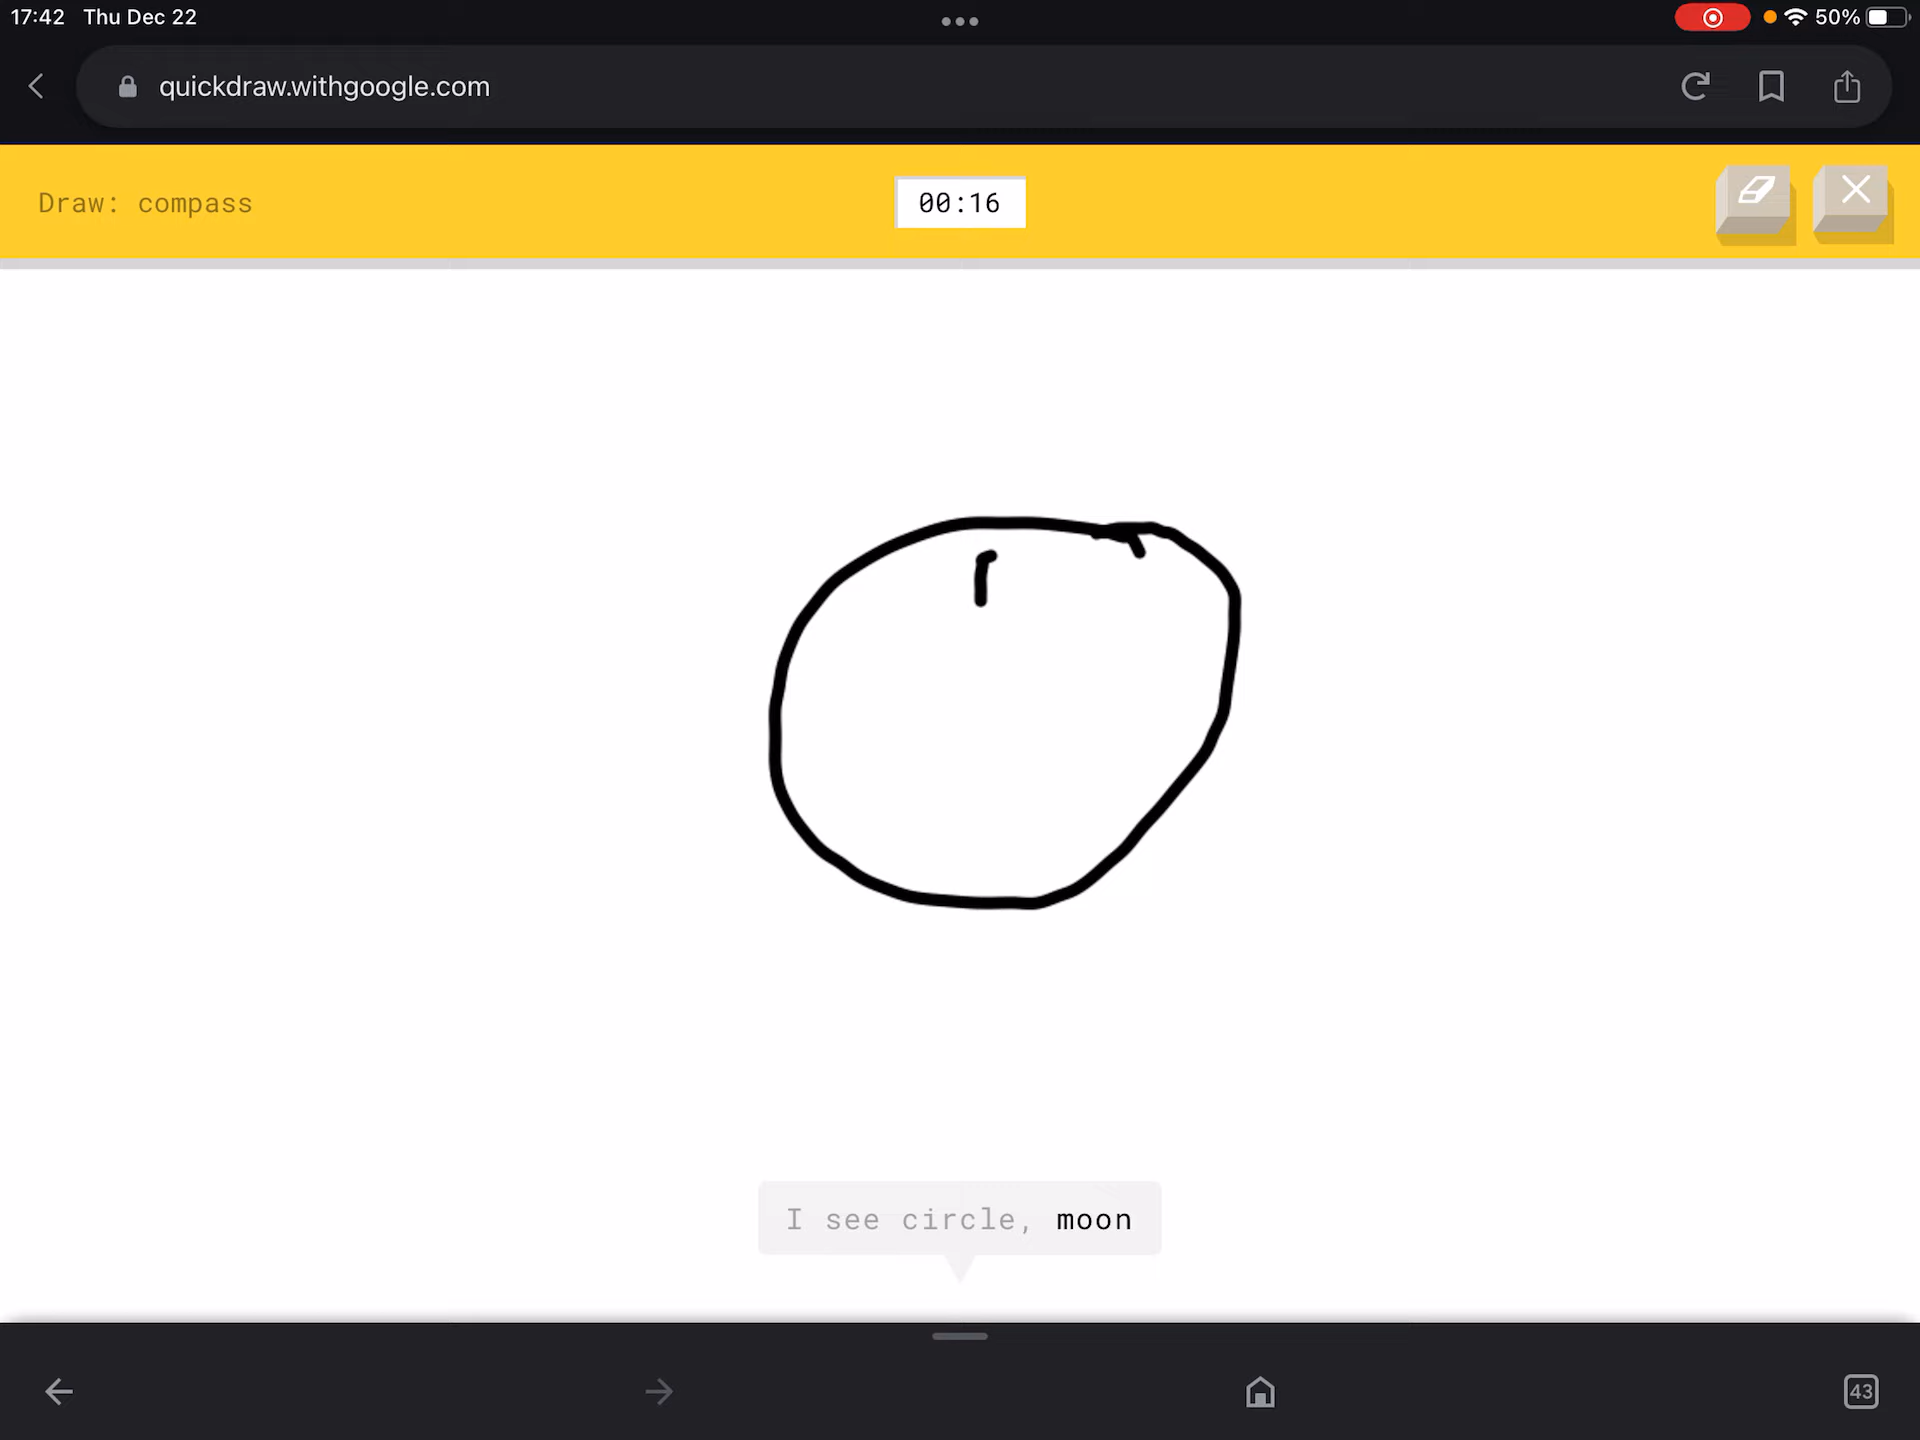 17:42 Thu Dec 22
50%
quickdraw.withgoogle.com
Draw: compass
00:16
I see circle, moon
43